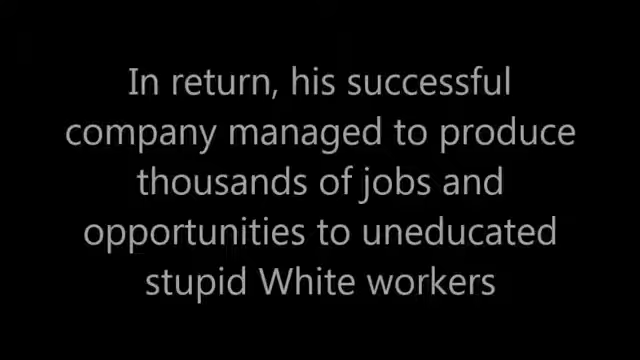 In return, his successful
company managed to produce
thousands of jobs and
opportunities to uneducated
stupid White workers